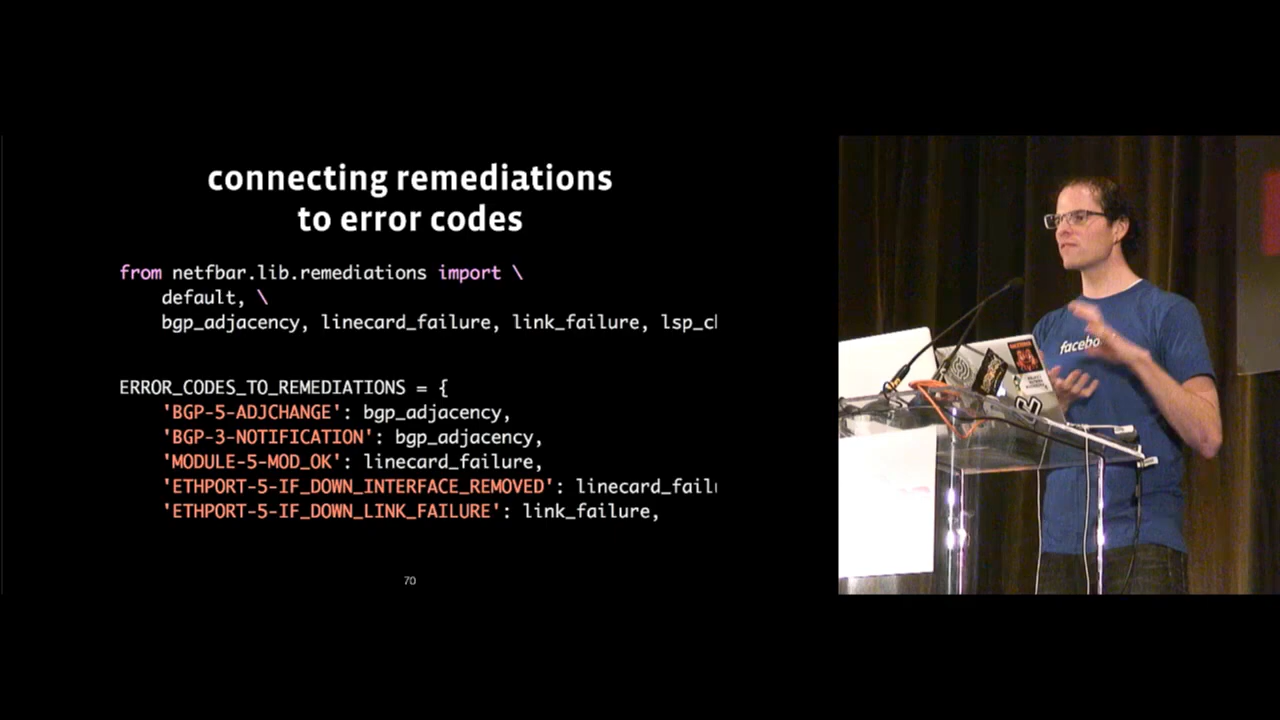 connecting remediations
to error codes
from netfbar.lib.remediations import \
default, \
bgp_adjacency, linecard_failure, link_failure,
ERROR_CODES_TO_REMEDIATIONS = {
'BGP-5-ADJCHANGE': bgp_adjacency,
'BGP-3-NOTIFICATION': bgp_adjacency,
'MODULE-5-MOD_OK': linecard_failure,
'ETHPORT-5-IF_DOWN_INTERFACE_REMOVED':
'ETHPORT-5-IF_DOWN_LINK_FAILURE': link_failure,
70